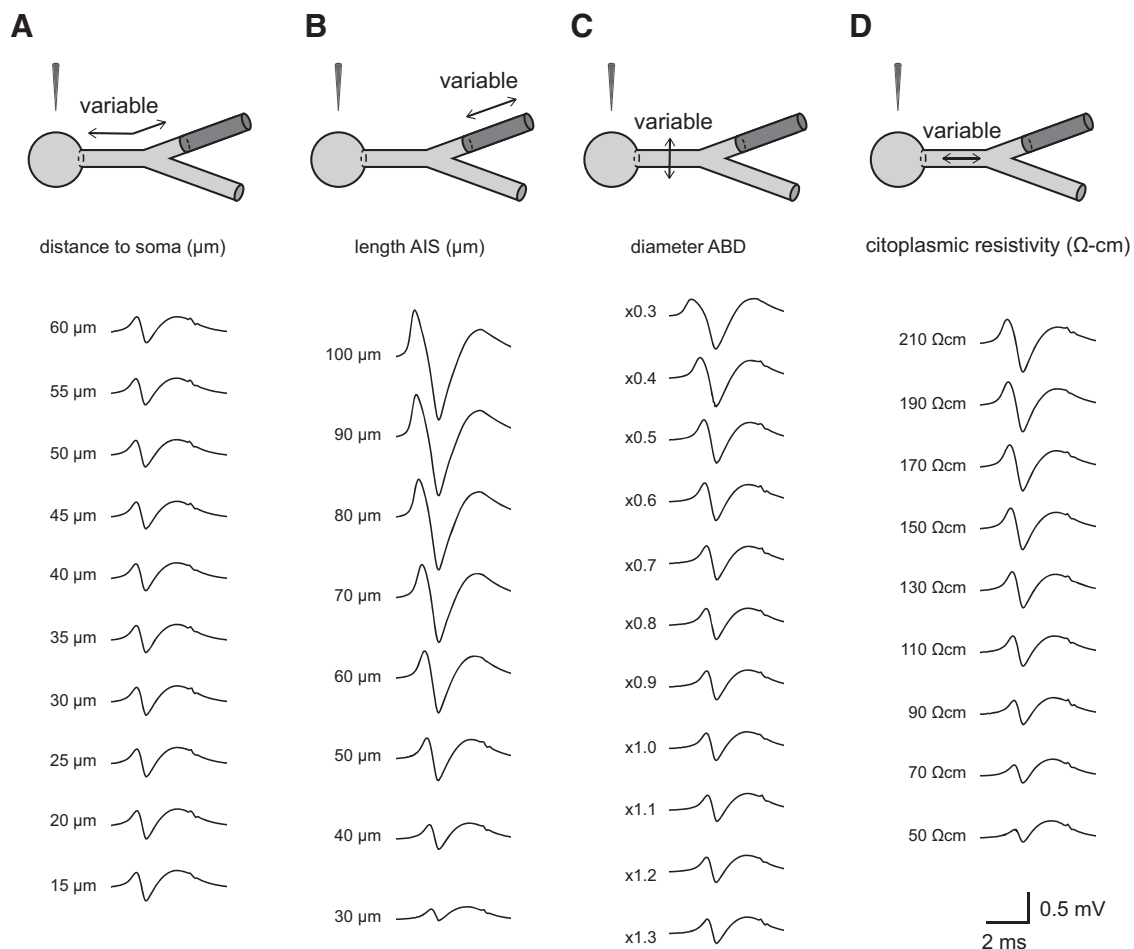 A
B
C
D
variable
variable
variable
variable
distance to soma (µm)
length AIS (µm)
diameter ABD
citoplasmic resistivity (Ω-cm)
60 µm
55 µm
50 µm
45 µm
40 µm
35 µm
30 µm
25 µm
20 µm
15 µm
100 µm
90 µm
80 µm
70 µm
60 µm
50 µm
40 µm
30 µm
x0.3
x0.4
x0.5
x0.6
x0.7
x0.8
x0.9
x1.0
x1.1
x1.2
x1.3
210 Ωcm
190 Ωcm
170 Ωcm
150 Ωcm
130 Ωcm
110 Ωcm
90 Ωcm
70 Ωcm
50 Ωcm
0.5 mV
2 ms